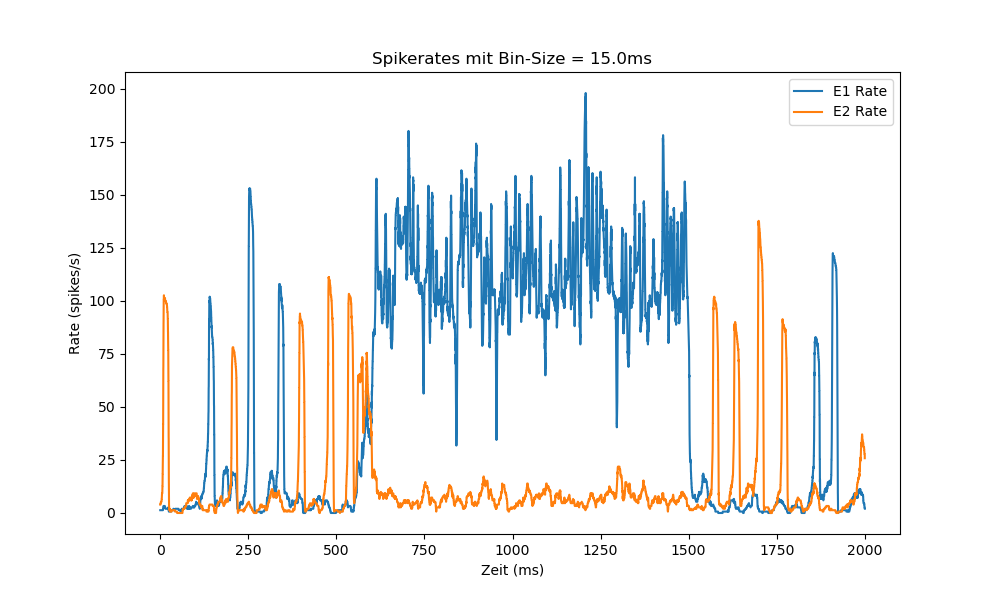 Spikerates mit Bin-Size = 15.0ms
E1 Rate
E2 Rate
200
175
150
125
100
75
50
25
0
Rate (spikes/s)
0 250 500 750 1000 1250 1500 1750 2000
Zeit (ms)